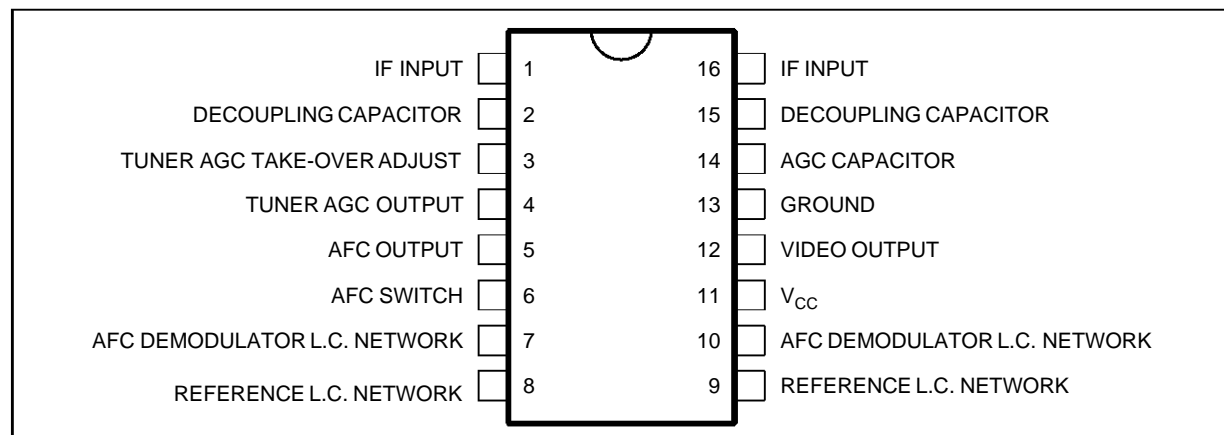 IF INPUT 1 16 IF INPUT
DECOUPLING CAPACITOR 2 15 DECOUPLING CAPACITOR
TUNER AGC TAKE-OVER ADJUST 3 14 AGC CAPACITOR
TUNER AGC OUTPUT 4 13 GROUND
AFC OUTPUT 5 12 VIDEO OUTPUT
AFC SWITCH 6 11 VCC
AFC DEMODULATOR L.C. NETWORK 7 10 AFC DEMODULATOR L.C. NETWORK
REFERENCE L.C. NETWORK 8 9 REFERENCE L.C. NETWORK